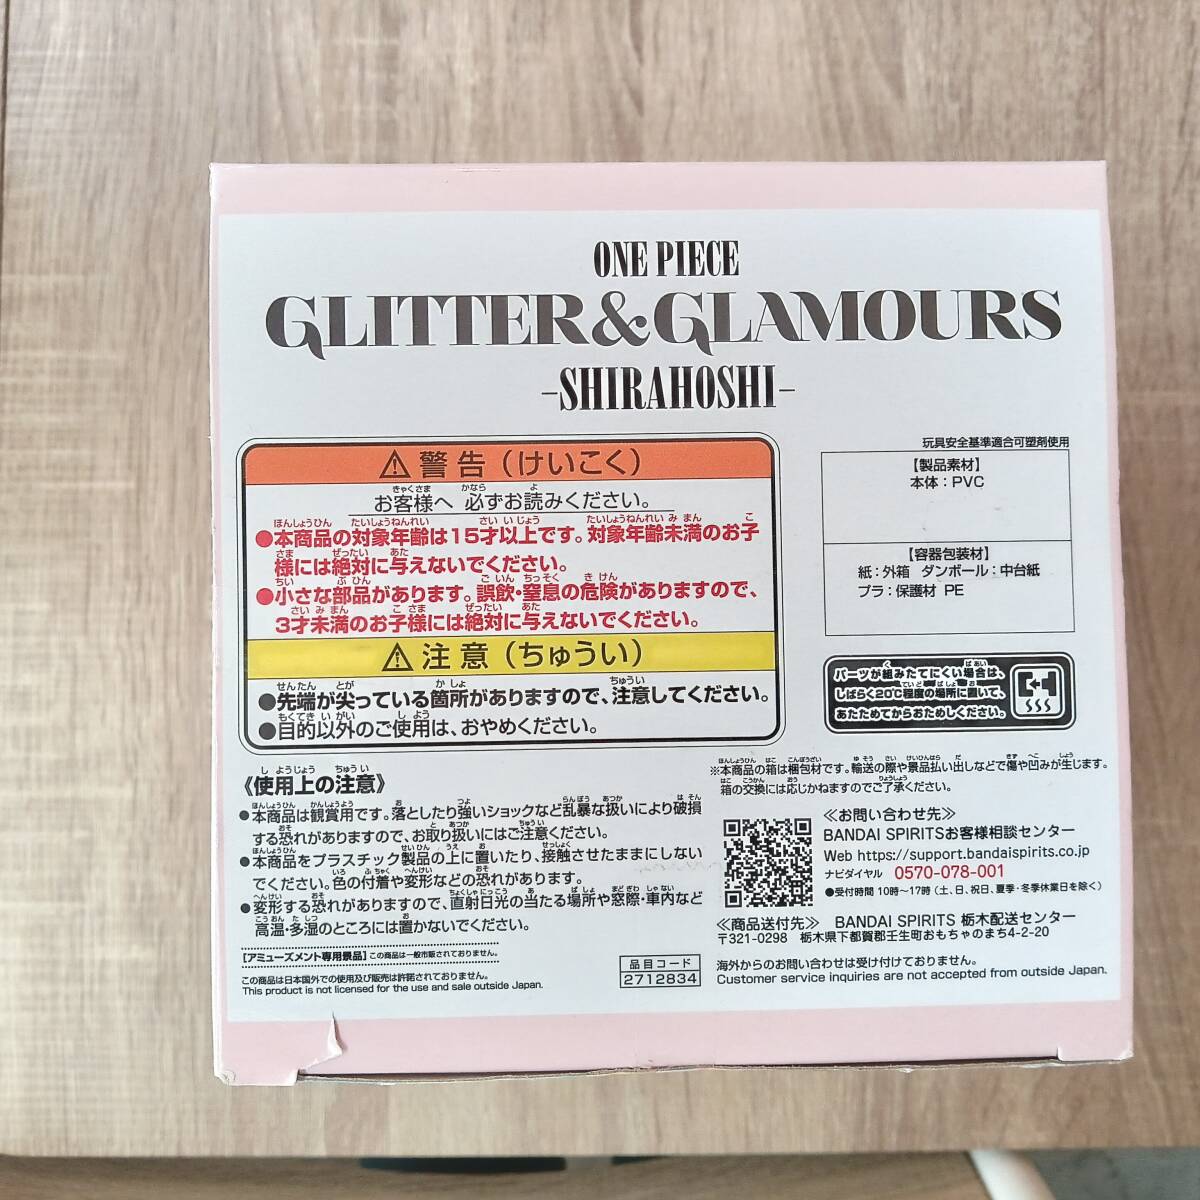 ONE PIECE
GLITTER&GLAMOURS
-SHIRAHOSHI-
⚠警告(けいこく)
お客様へ 必ずお読みください。
●本商品の対象年齢は15才以上です。対象年齢未満のお子
様には絶対に与えないでください。
●小さな部品があります。誤飲・窒息の危険がありますので、
3才未満のお子様には絶対に与えないでください。
⚠注意(ちゅうい)
●先端が尖っている箇所がありますので、注意してください。
●目的以外のご使用は、おやめください。
玩具安全基準適合可塑剤使用
【製品素材】
本体:PVC
【容器包装材】
紙:外箱 ダンボール:中台紙
プラ:保護材 PE
パーツが組みたてにくい場合は、
しばらく20℃程度の場所に置いて、
あたためてからおためしください。
《使用上の注意》
●本商品は観賞用です。落としたり強いショックなど乱暴な扱いにより破損
する恐れがありますので、お取り扱いにはご注意ください。
●本商品をプラスチック製品の上に置いたり、接触させたままにしない
でください。色の付着や変形などの恐れがあります。
●変形する恐れがありますので、直射日光の当たる場所や窓際・車内など
高温・多湿のところには置かないでください。
【アミューズメント専用景品】この商品は一般市販されておりません。
この商品は日本国外での使用及び販売は許諾されておりません。
This product is not licensed for the use and sale outside Japan.
品目コード
2712834
※本商品の箱は梱包材です。輸送の際や景品払い出しなどで傷や凹みが生じます。
箱の交換には応じかねますのでご了承ください。
≪お問い合わせ先≫
BANDAI SPIRITSお客様相談センター
Web https://support.bandaispirits.co.jp
ナビダイヤル 0570-078-001
●受付時間 10時~17時(土、日、祝日、夏季・冬季休業日を除く)
≪商品送付先≫ BANDAI SPIRITS 栃木配送センター
〒321-0298 栃木県下都賀郡壬生町おもちゃのまち4-2-20
海外からのお問い合わせは受け付けておりません。
Customer service inquiries are not accepted from outside Japan.